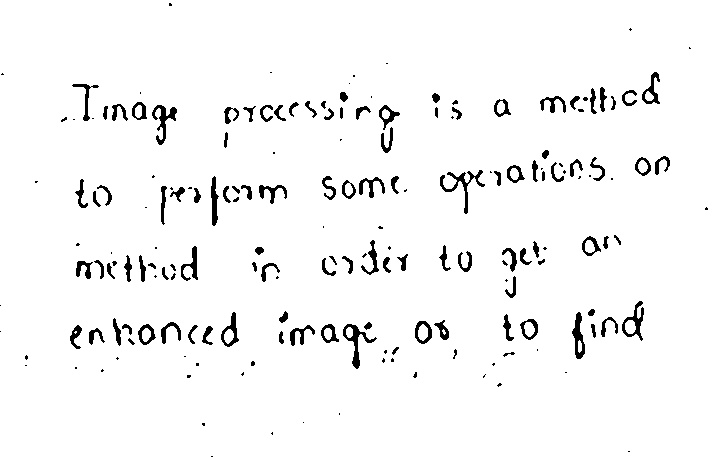 Image processing is a method
to perform some operations on
method in order to get an
enhanced image or to find